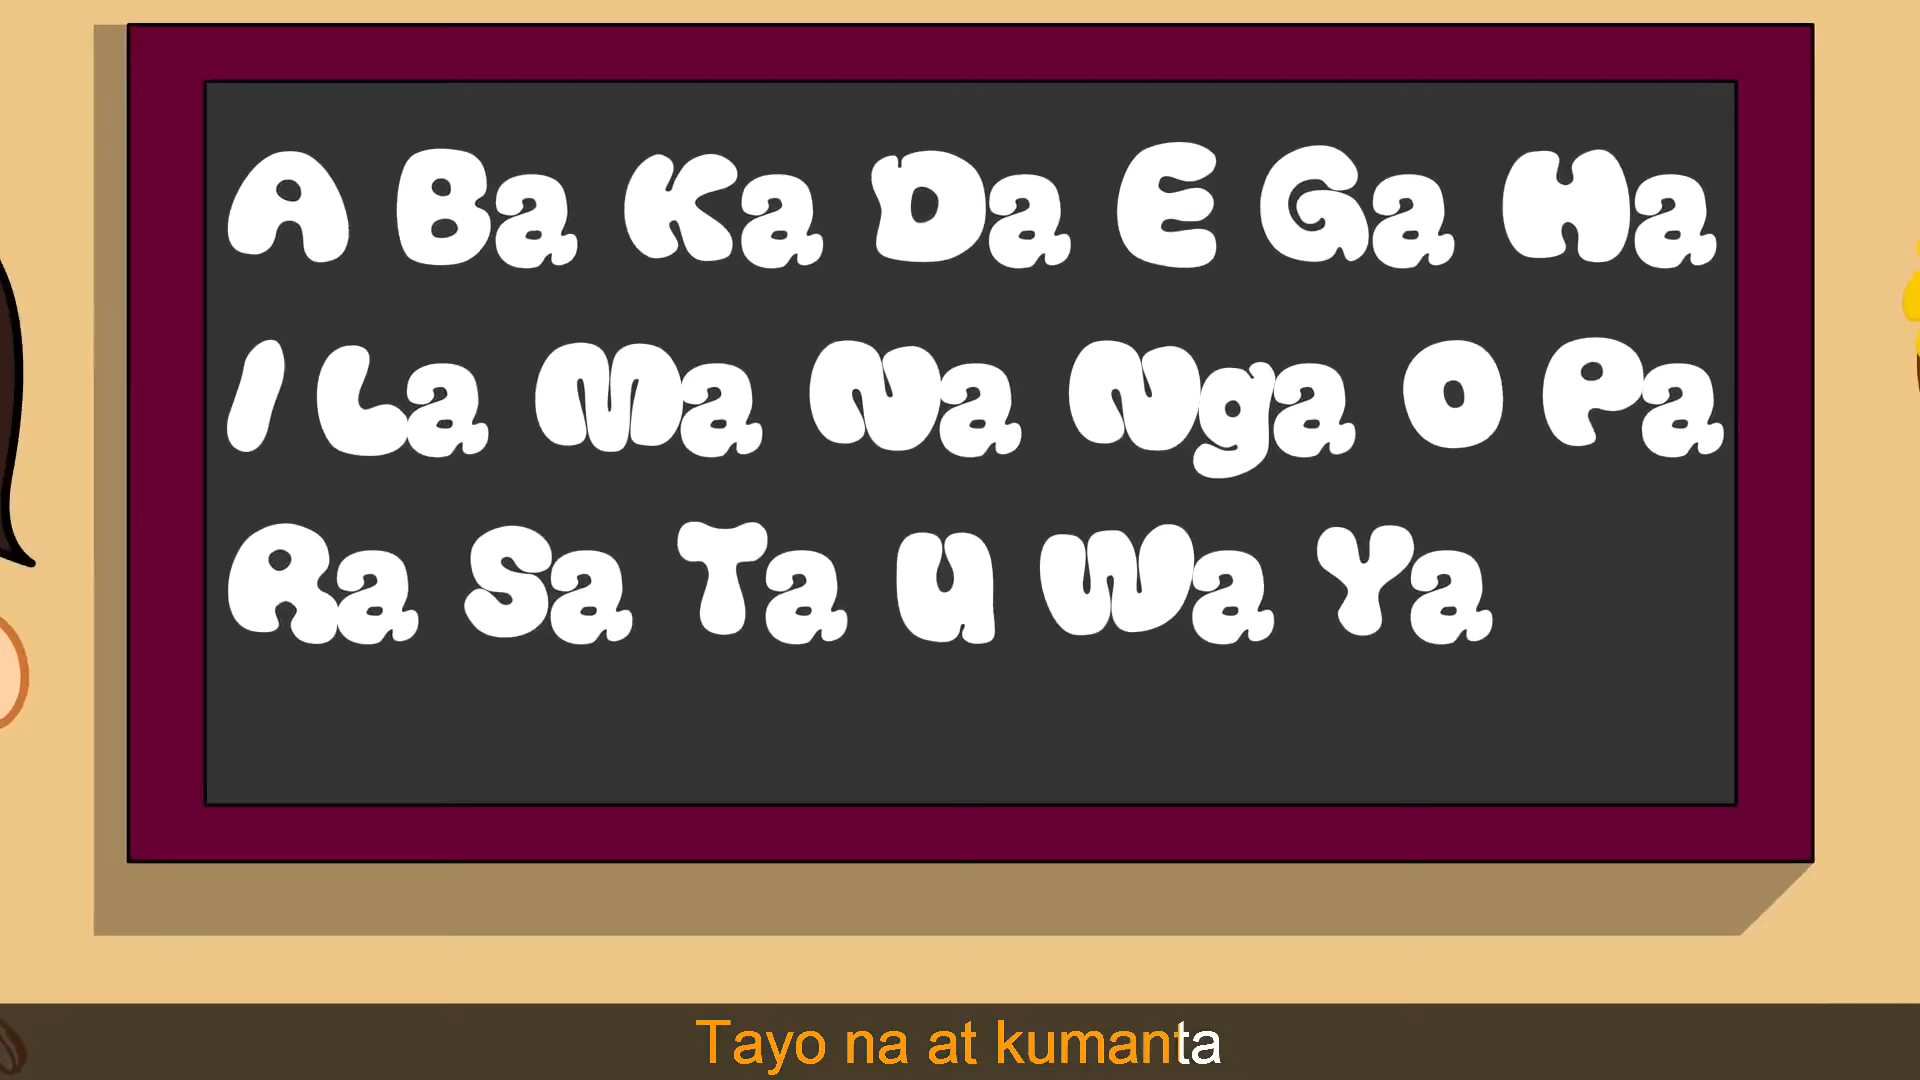 A Ba Ka Da E Ga Ha
I La Ma Na Nga O Pa
Ra Sa Ta U Wa Ya
Tayo na at kumanta